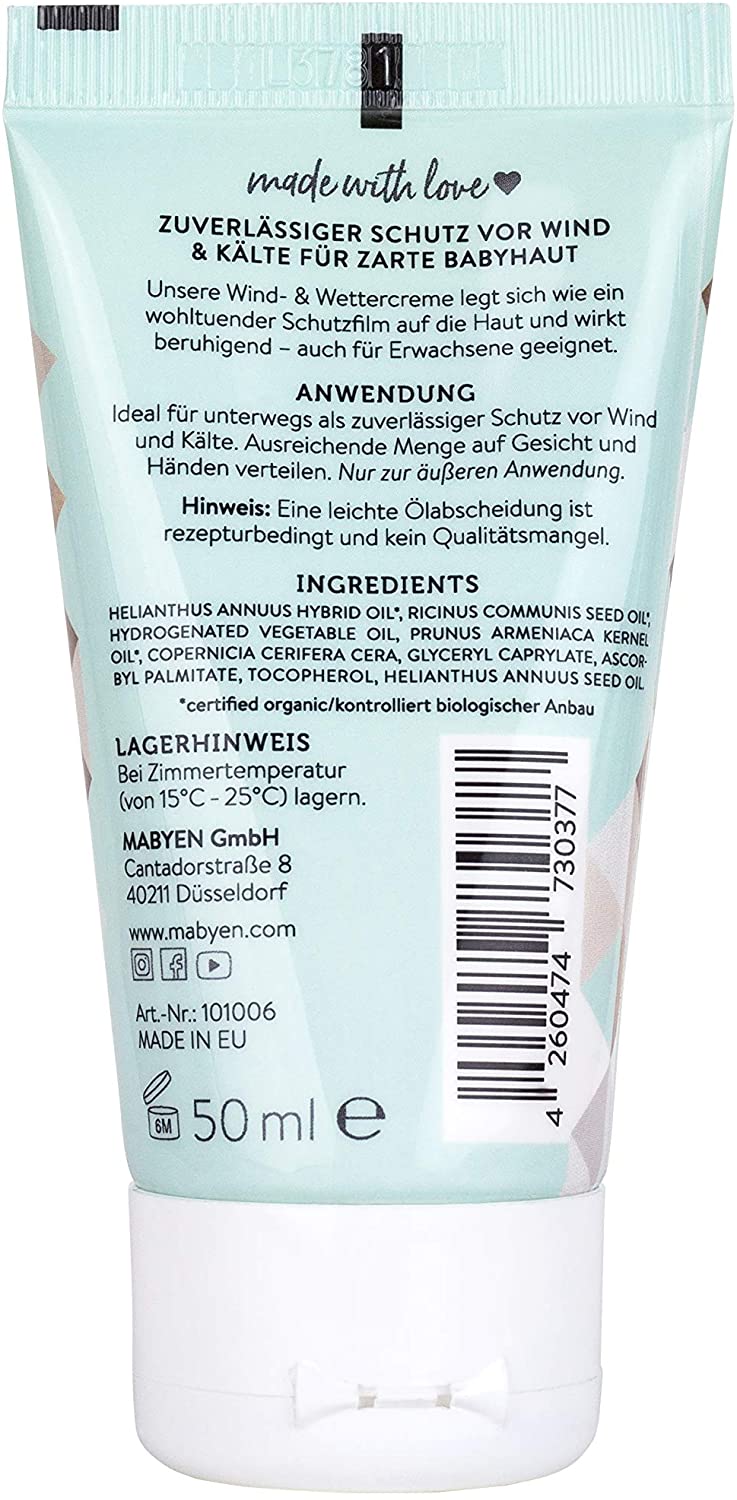 L3781
made with love
ZUVERLÄSSIGER SCHUTZ VOR WIND
& KÄLTE FÜR ZARTE BABYHAUT
Unsere Wind- & Wettercreme legt sich wie ein
wohltuender Schutzfilm auf die Haut und wirkt
beruhigend – auch für Erwachsene geeignet.
ANWENDUNG
Ideal für unterwegs als zuverlässiger Schutz vor Wind
und Kälte. Ausreichende Menge auf Gesicht und
Händen verteilen. Nur zur äußeren Anwendung.
Hinweis: Eine leichte Ölabscheidung ist
rezepturbedingt und kein Qualitätsmangel.
INGREDIENTS
HELIANTHUS ANNUUS HYBRID OIL*, RICINUS COMMUNIS SEED OIL*,
HYDROGENATED VEGETABLE OIL, PRUNUS ARMENIACA KERNEL
OIL*, COPERNICIA CERIFERA CERA, GLYCERYL CAPRYLATE, ASCOR-
BYL PALMITATE, TOCOPHEROL, HELIANTHUS ANNUUS SEED OIL.
*certified organic/kontrolliert biologischer Anbau
LAGERHINWEIS
Bei Zimmertemperatur
(von 15°C - 25°C) lagern.
MABYEN GmbH
Cantadorstraße 8
40211 Düsseldorf
www.mabyen.com
Art.-Nr.: 101006
MADE IN EU
6M
50 ml e
4 260474 730377